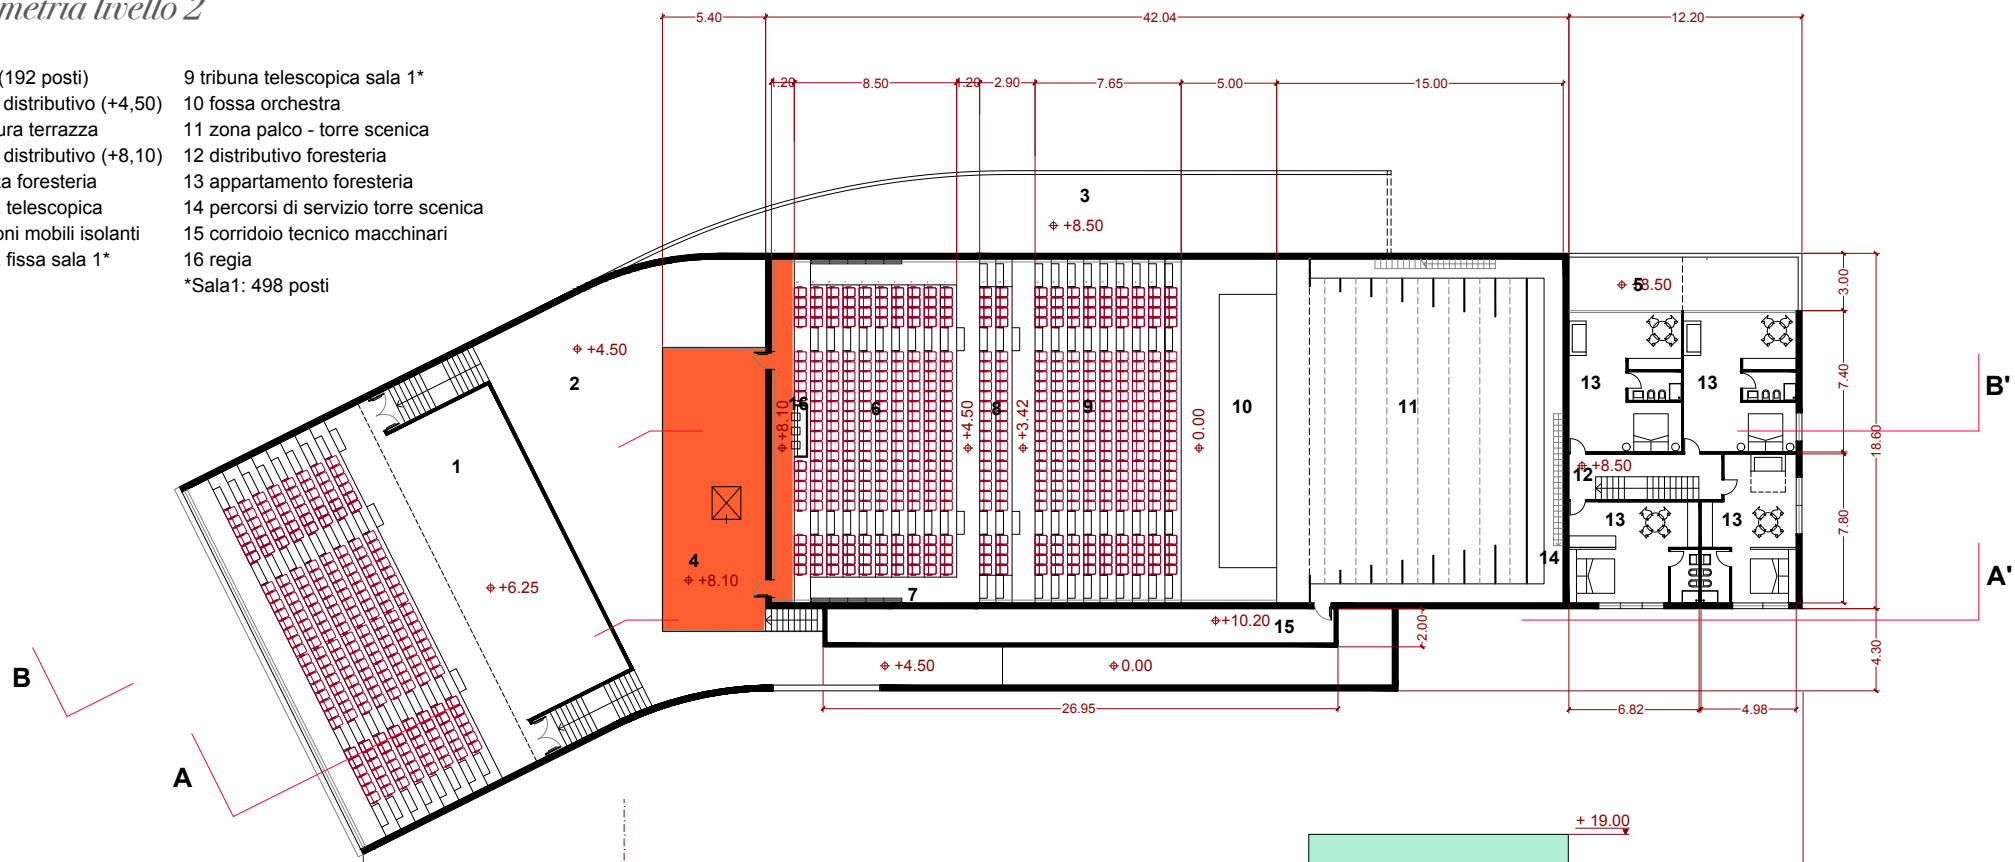 metria livello 2
(192 posti)
distributivo (+4,50)
ura terrazza
distributivo (+8,10)
a foresteria
telescopica
oni mobili isolanti
fissa sala 1*
9 tribuna telescopica sala 1*
10 fossa orchestra
11 zona palco - torre scenica
12 distributivo foresteria
13 appartamento foresteria
14 percorsi di servizio torre scenica
15 corridoio tecnico macchinari
16 regia
*Sala1: 498 posti
5.40
42.04
12.20
1.20
8.50
1.20
2.90
7.65
5.00
15.00
3
+8.50
5
+8.50
3.00
+4.50
2
7.40
18.60
B'
13
13
16
6
8
9
10
11
+8.10
+4.50
+3.42
0.00
1
12
+8.50
13
13
7.80
4
+8.10
14
A'
+6.25
7
+10.20
15
2.00
+4.50
0.00
4.30
B
26.95
6.82
4.98
A
+ 19.00